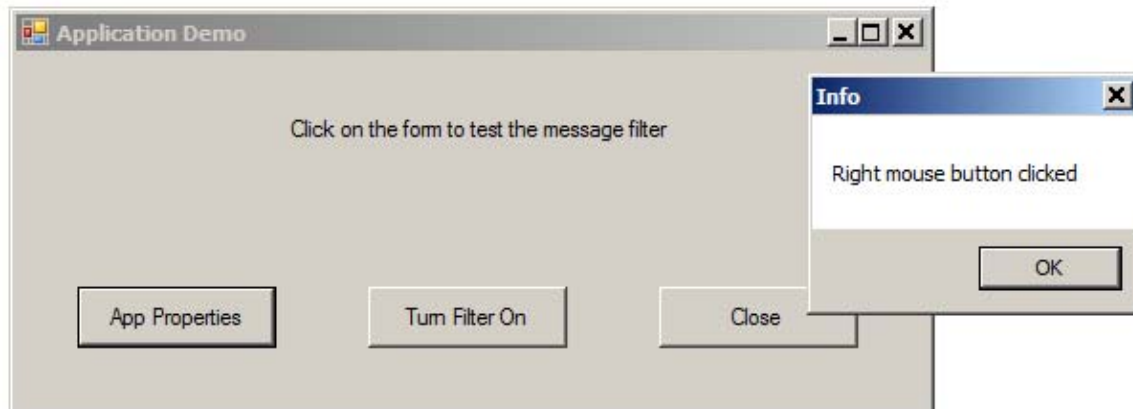 Application Demo
Click on the form to test the message filter
Info
Right mouse button clicked
OK
App Properties
Turn Filter On
Close